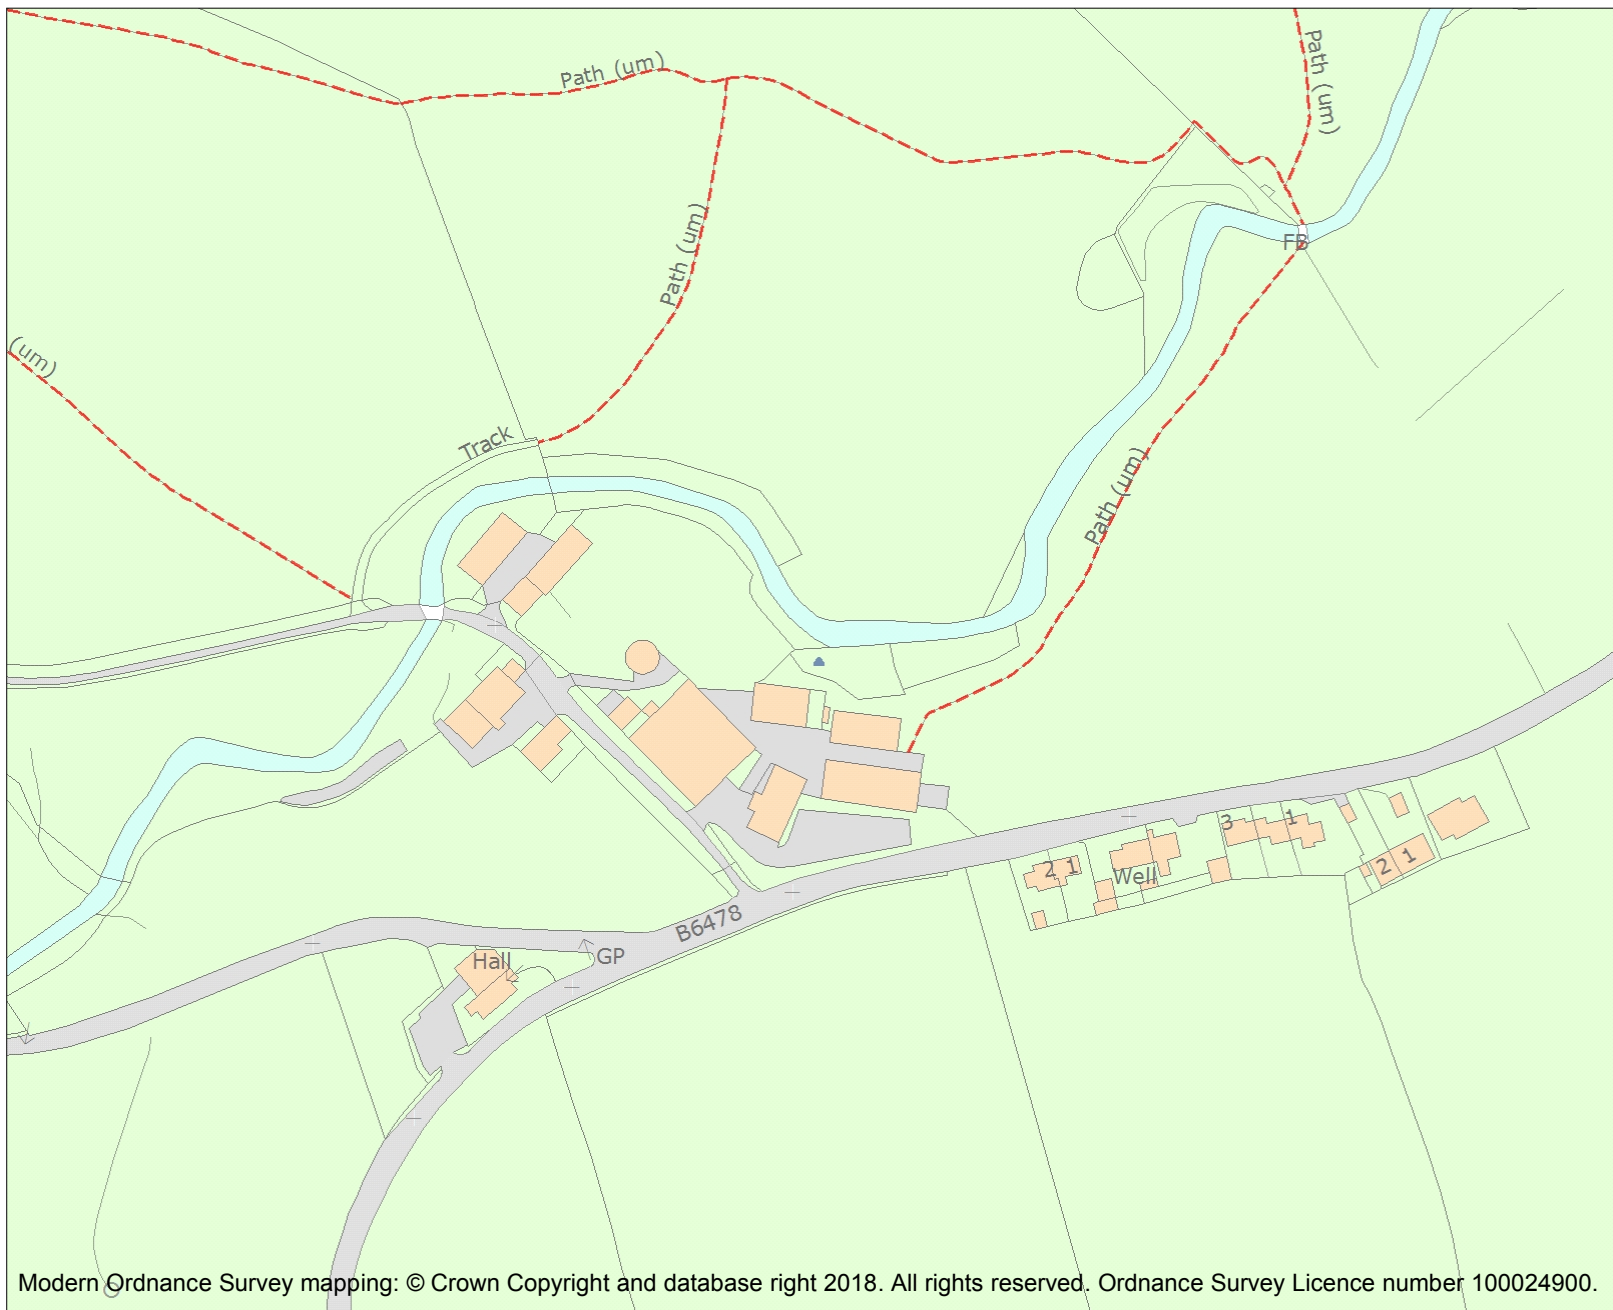 Path (um)
Path (um)
Path (um)
FB
(um)
Track
Path (um)
3
1
2 1
Well
2 1
B6478
GP
Hall
Modern Ordnance Survey mapping: © Crown Copyright and database right 2018. All rights reserved. Ordnance Survey Licence number 100024900.